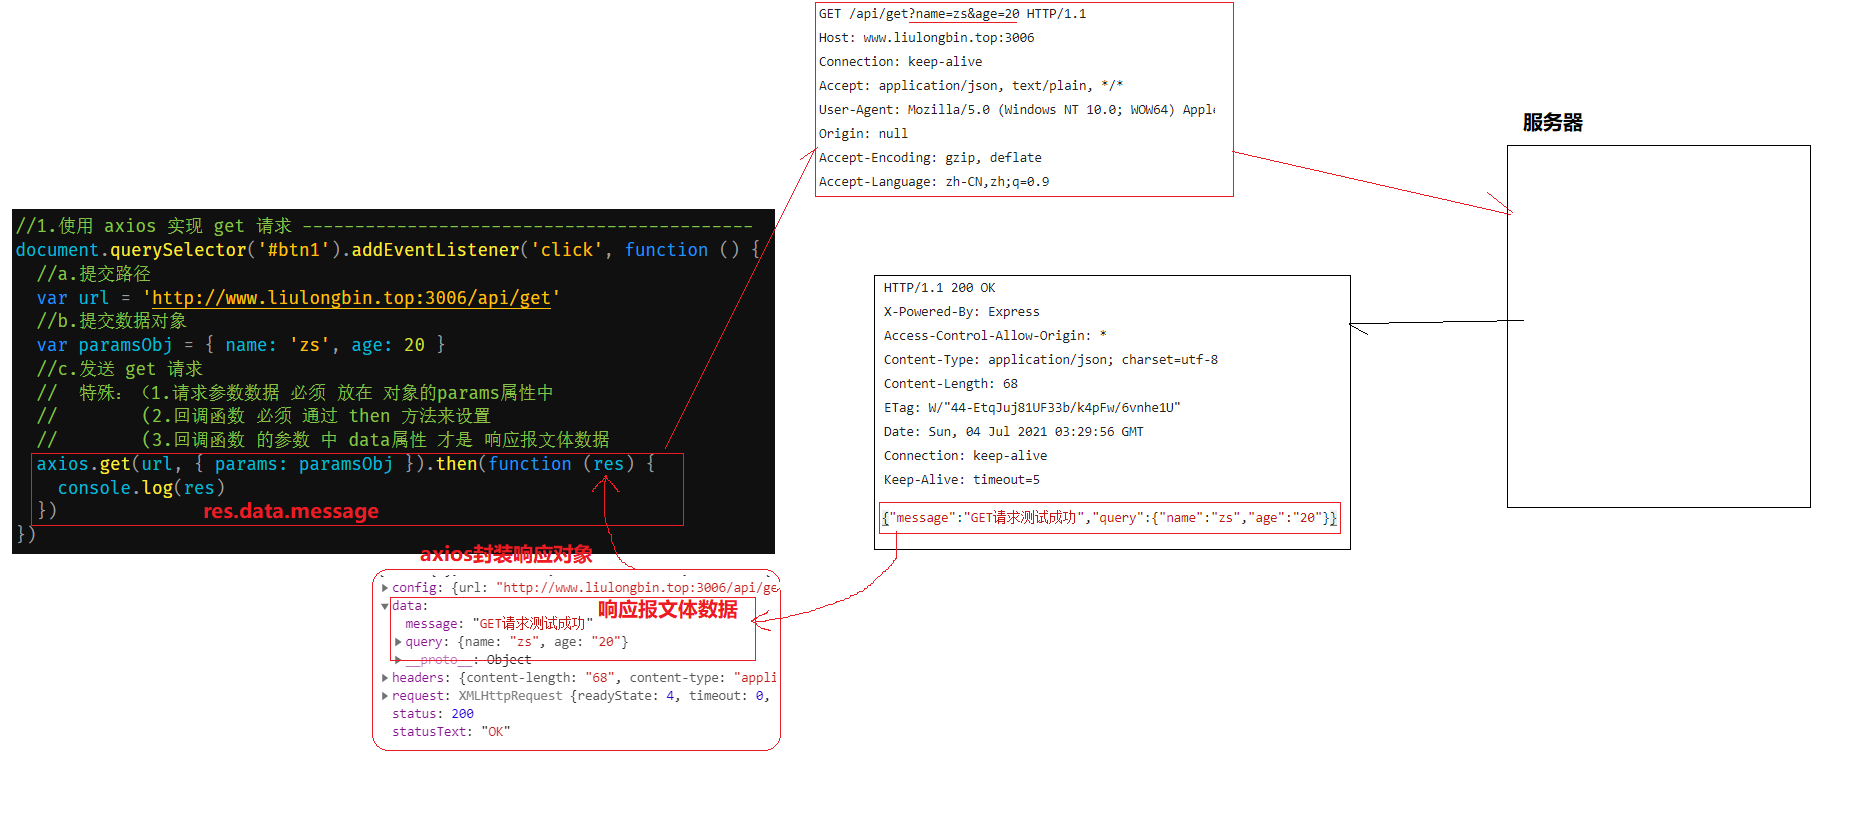 GET /api/get?name=zs&age=20 HTTP/1.1
Host: www.liulongbin.top:3006
Connection: keep-alive
Accept: application/json, text/plain, */*
User-Agent: Mozilla/5.0 (Windows NT 10.0; WOW64)
Origin: null
Accept-Encoding: gzip, deflate
Accept-Language: zh-CN,zh;q=0.9
服务器
//1.使用 axios 实现 get 请求 -------------------------------------------
document.querySelector('#btn1').addEventListener('click', function () {
//a.提交路径
var url = 'http://www.liulongbin.top:3006/api/get'
//b.提交数据对象
var paramsObj = { name: 'zs', age: 20 }
//c.发送 get 请求
// 特殊：（1.请求参数数据 必须 放在 对象的params属性中
// （2.回调函数 必须 通过 then 方法来设置
// （3.回调函数 的参数 中 data属性 才是 响应报文体数据
axios.get(url, { params: paramsObj }).then(function (res) {
console.log(res)
})
res.data.message
})
HTTP/1.1 200 OK
X-Powered-By: Express
Access-Control-Allow-Origin: *
Content-Type: application/json; charset=utf-8
Content-Length: 68
ETag: W/"44-EtqJuj81UF33b/k4pFw/6vnhe1U"
Date: Sun, 04 Jul 2021 03:29:56 GMT
Connection: keep-alive
Keep-Alive: timeout=5
{"message":"GET请求测试成功","query":{"name":"zs","age":"20"}}
axios封装响应对象
config: {url: "http://www.liulongbin.top:3006/api/ge
data:
响应报文体数据
message: "GET请求测试成功"
query: {name: "zs", age: "20"}
__proto__: Object
headers: {content-length: "68", content-type: "appli
request: XMLHttpRequest {readyState: 4, timeout: 0,
status: 200
statusText: "OK"